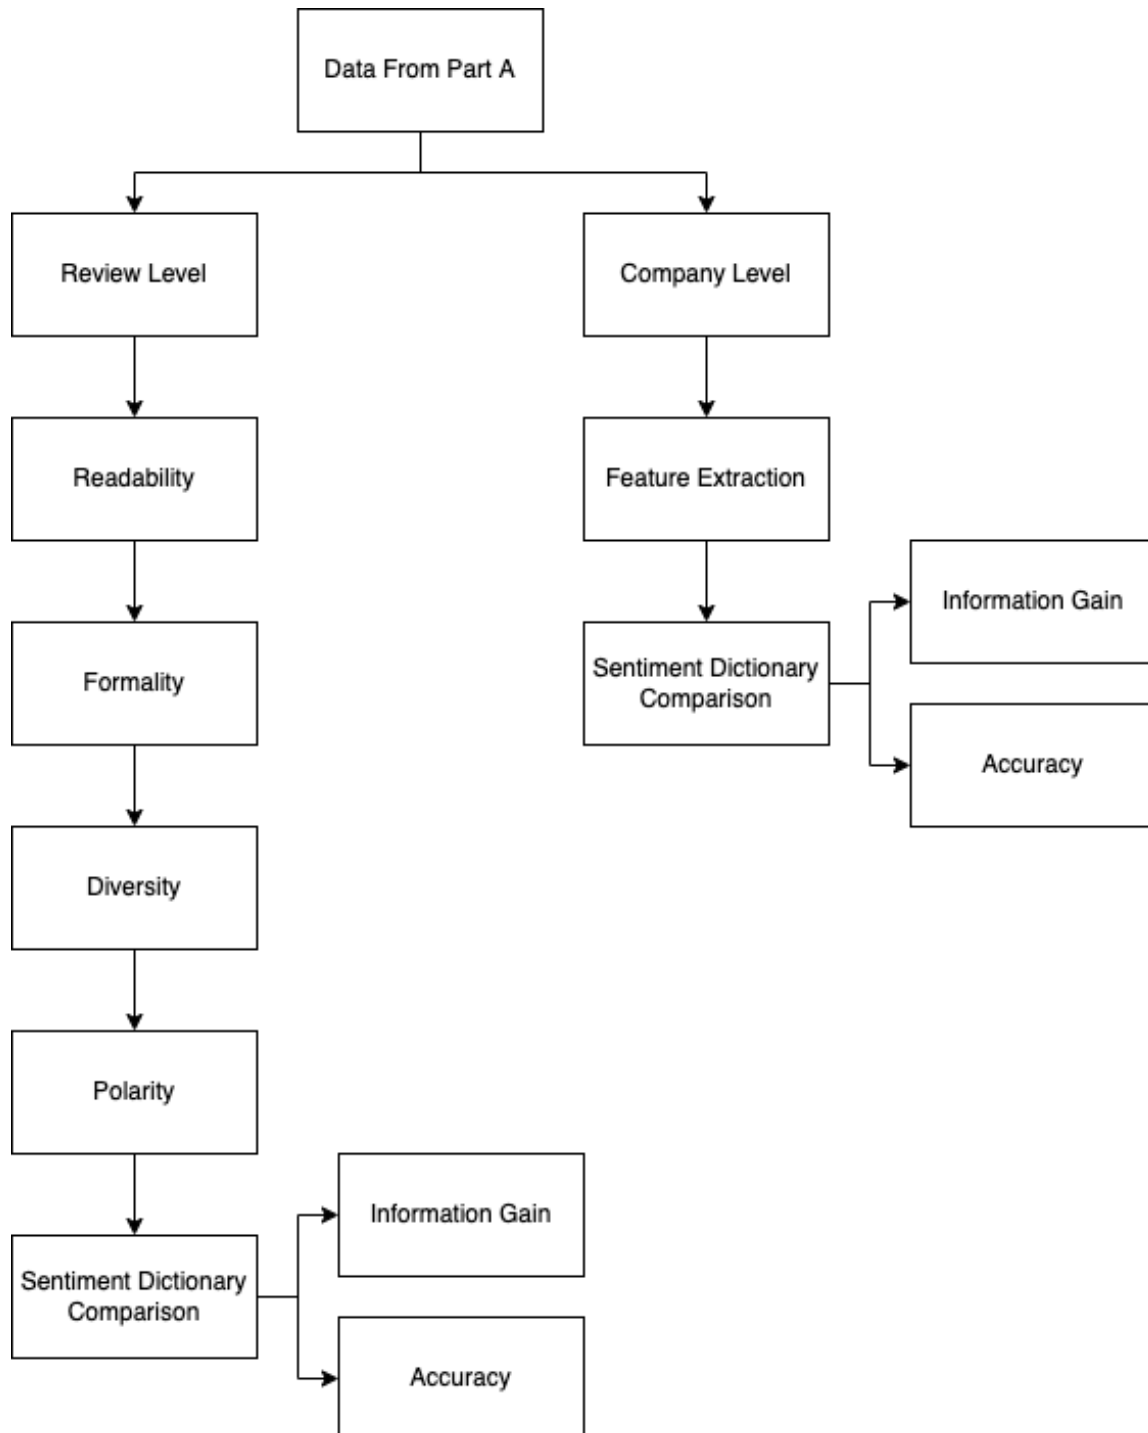 Data From Part A
Review Level
Company Level
Readability
Feature Extraction
Formality
Sentiment Dictionary
Comparison
Information Gain
Accuracy
Diversity
Polarity
Sentiment Dictionary
Comparison
Information Gain
Accuracy